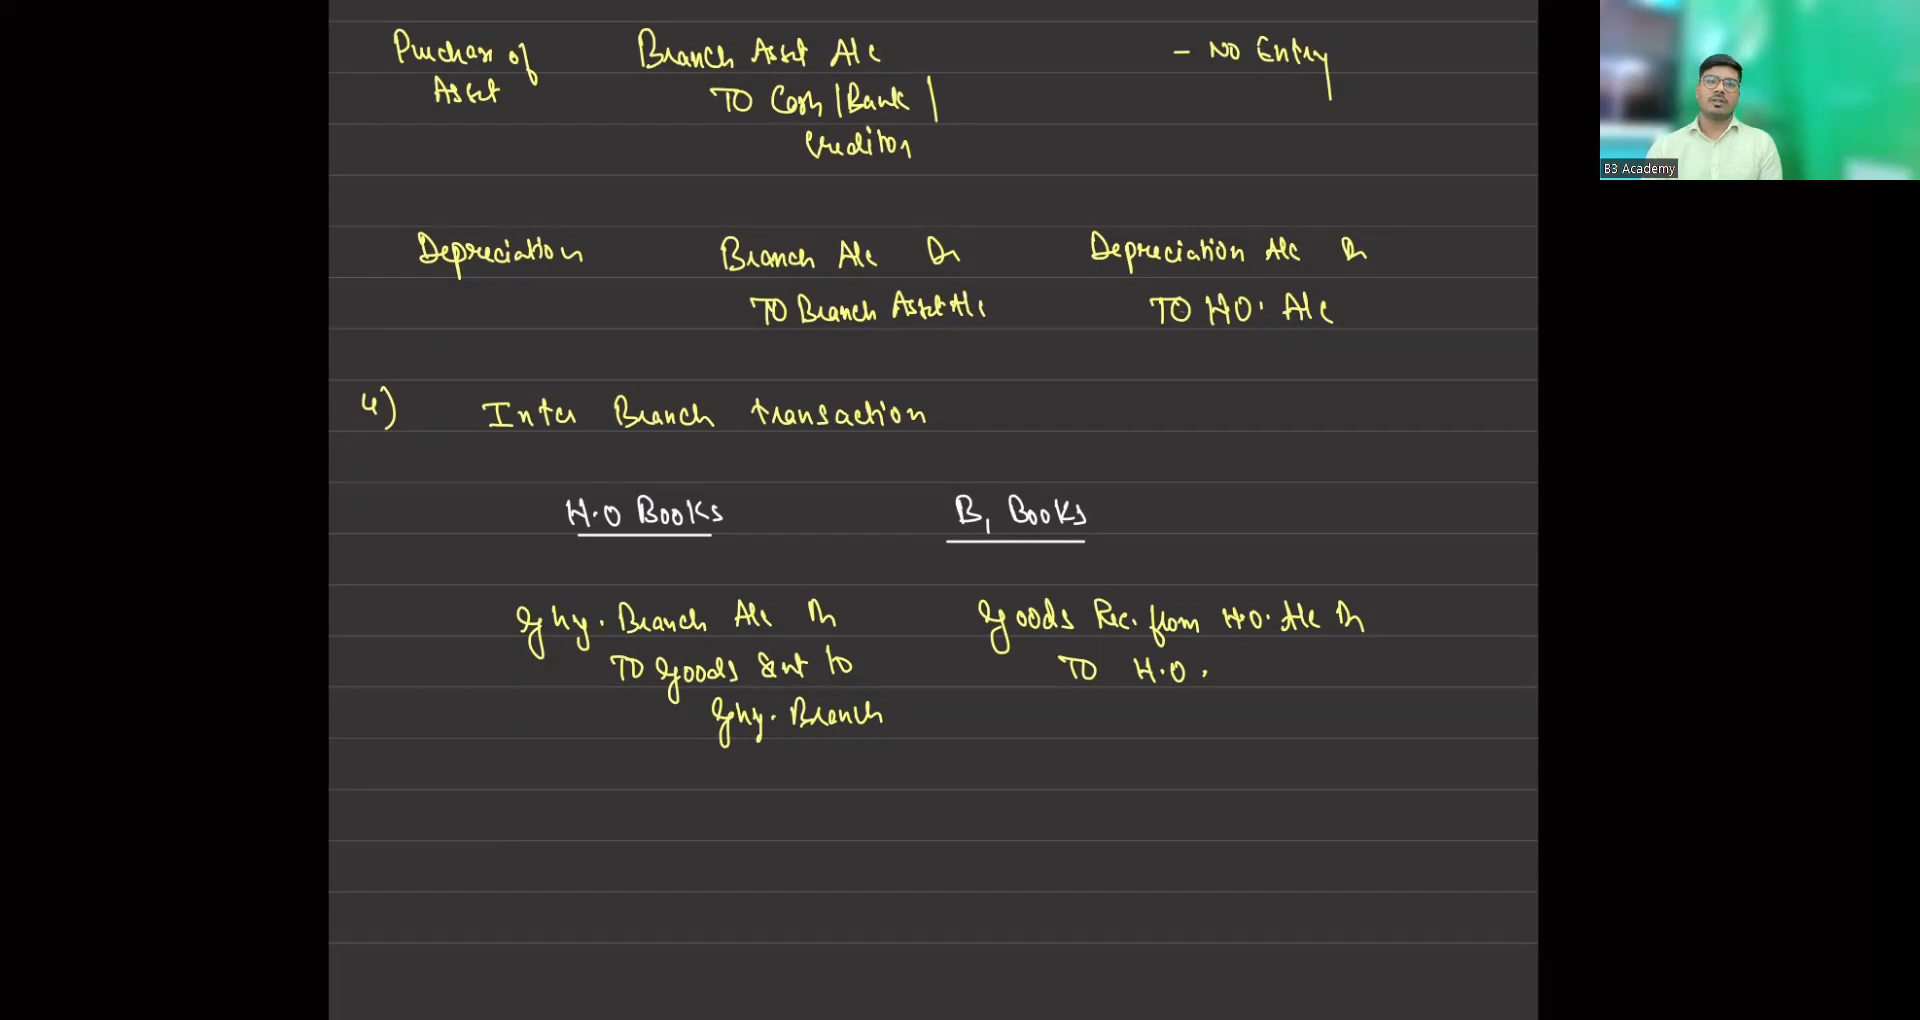 Purchase of Branch Asset A/c - No Entry
Asset TO Cash / Bank /
Creditors
Depreciation Branch A/c Dr Depreciation A/c Dr
TO Branch Asset A/c TO H.O. A/c
4) Inter Branch transaction
H.O Books B1 Books
Ghy. Branch A/c Dr Goods Rec. from H.O. A/c Dr
TO Goods Sent to TO H.O.
Ghy. Branch
B3 Academy